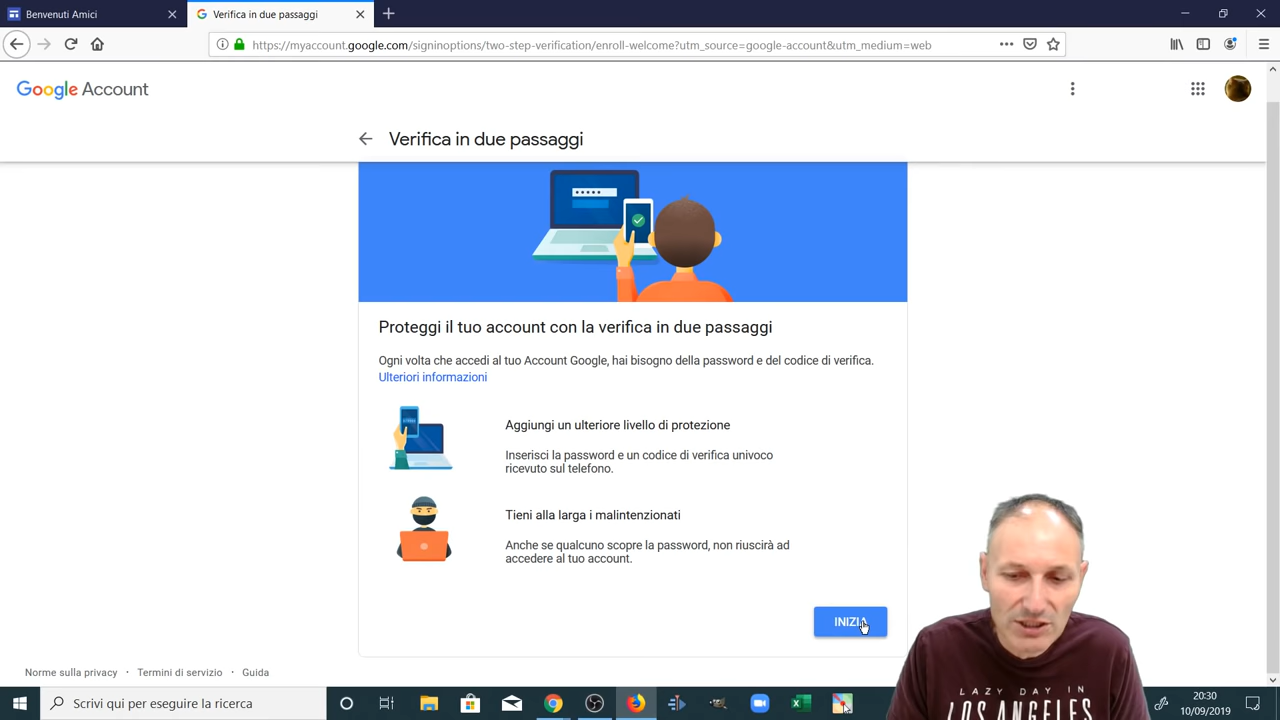 Benvenuti Amici
Verifica in due passaggi
https://myaccount.google.com/signinoptions/two-step-verification/enroll-welcome?utm_source=google-account&utm_medium=web
Google Account
Verifica in due passaggi
Proteggi il tuo account con la verifica in due passaggi
Ogni volta che accedi al tuo Account Google, hai bisogno della password e del codice di verifica.
Ulteriori informazioni
Aggiungi un ulteriore livello di protezione
Inserisci la password e un codice di verifica univoco
ricevuto sul telefono.
Tieni alla larga i malintenzionati
Anche se qualcuno scopre la password, non riuscirà ad
accedere al tuo account.
INIZIA
Norme sulla privacy · Termini di servizio · Guida
LAZY DAY IN
LOS ANGELES
Scrivi qui per eseguire la ricerca
20:30
10/09/2019